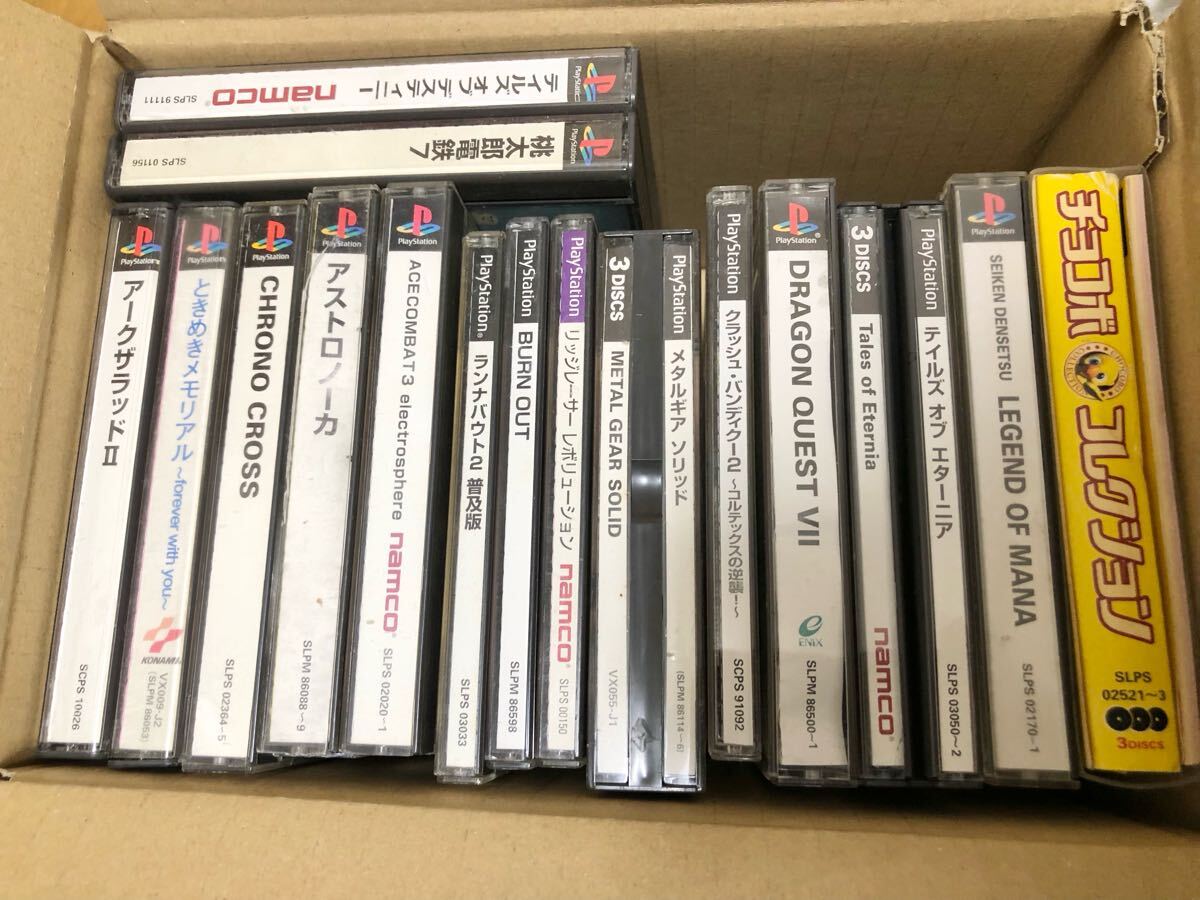 PlayStation
テイルズ オブ デスティニー
namco
SLPS 91111
PlayStation
桃太郎電鉄7
SLPS 01156
PlayStation
アークザラッドII
SCPS 10026
PlayStation
ときめきメモリアル ~forever with you~
KONAMI
VX009-J2
(SLPM 86053)
PlayStation
CHRONO CROSS
SLPS 02364~5
PlayStation
アストロノーカ
SLPM 86088~9
PlayStation
ACECOMBAT3 electrosphere
namco
SLPS 02020~1
PlayStation
ランナバウト2 普及版
SLPS 03033
PlayStation
BURN OUT
SLPM 86598
PlayStation
リッジレーサー レボリューション
namco
SLPS 00150
3 DISCS
METAL GEAR SOLID
VX055-J1
PlayStation
メタルギア ソリッド
(SLPM 86114~6)
PlayStation
クラッシュ・バンディクー2 ~コルテックスの逆襲!~
SCPS 91092
PlayStation
DRAGON QUEST VII
ENIX
SLPM 86500~1
3 DISCS
Tales of Eternia
namco
PlayStation
テイルズ オブ エターニア
SLPS 03050~2
PlayStation
SEIKEN DENSETSU LEGEND OF MANA
SLPS 02170~1
チョコボ
コレクション
SLPS
02521~3
3 DISCS